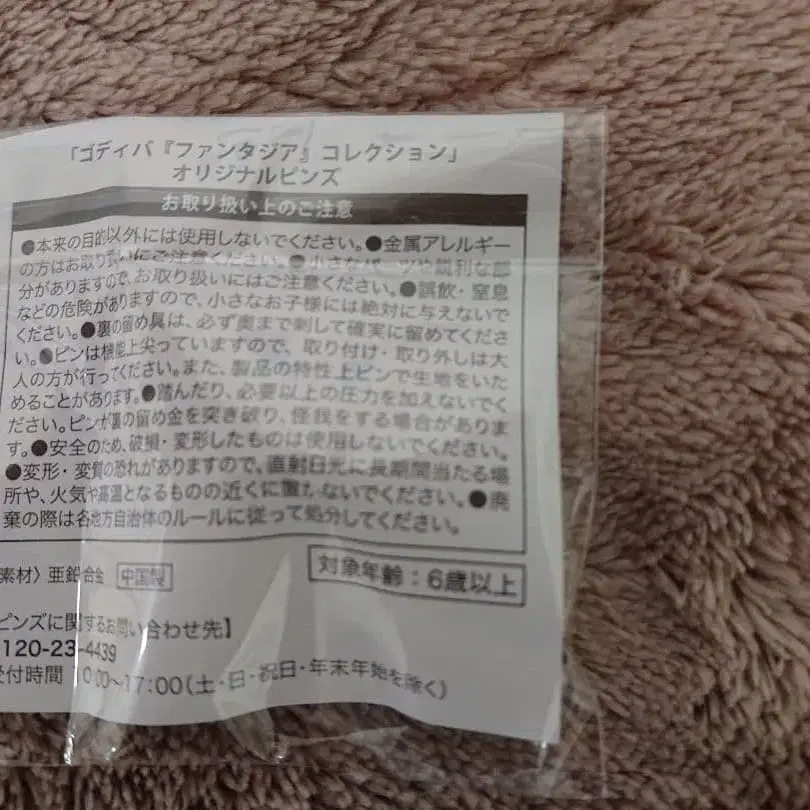 「ゴディバ『ファンタジア』コレクション」
オリジナルピンズ
お取り扱い上のご注意
●本来の目的以外には使用しないでください。●金属アレルギー
の方はお取り扱いにご注意ください。●小さなパーツや鋭利な部
分がありますので、お取り扱いにはご注意ください。●誤飲・窒息
などの危険がありますので、小さなお子様には絶対に与えないで
ください。●裏の留め具は、必ず奥まで刺して確実に留めてくださ
い。●ピンは機能上尖っていますので、取り付け・取り外しは大
人の方が行ってください。また、製品の特性上ピンで生地をいた
めることがあります。●踏んだり、必要以上の圧力を加えないでく
ださい。ピンが裏の留め金を突き破り、怪我をする場合がありま
す。●安全のため、破損・変形したものは使用しないでください。
●変形・変質の恐れがありますので、直射日光に長期間当たる場
所や、火気や高温となるものの近くに置かないでください。●廃
棄の際は各地方自治体のルールに従って処分してください。
素材〉亜鉛合金 中国製
対象年齢：6歳以上
ピンズに関するお問い合わせ先】
120-23-4439
受付時間 10:00~17:00(土・日・祝日・年末年始を除く)